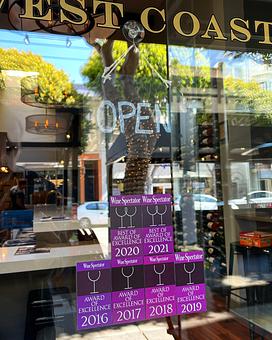 WEST COAST
OPEN
Wine Spectator Wine Spectator
BEST OF AWARD OF EXCELLENCE 2020
BEST OF AWARD OF EXCELLENCE 2021
Wine Spectator
AWARD OF EXCELLENCE 2016
Wine Spectator
AWARD OF EXCELLENCE 2017
Wine Spectator
AWARD OF EXCELLENCE 2018
Wine Spectator
AWARD OF EXCELLENCE 2019